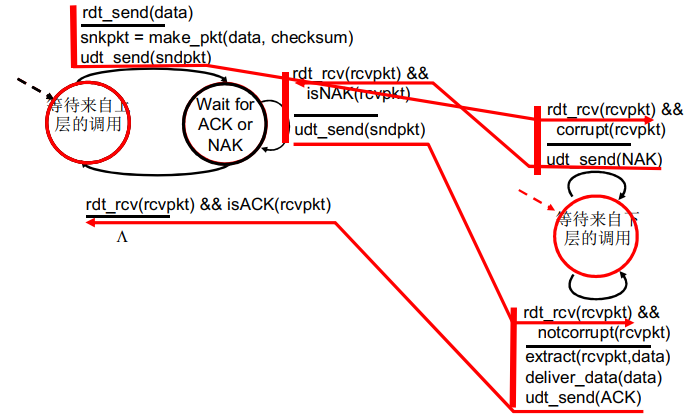 rdt_send(data)
snkpkt = make_pkt(data, checksum)
udt_send(sndpkt)
等待来自上
层的调用
Wait for
ACK or
NAK
rdt_rcv(rcvpkt) &&
isNAK(rcvpkt)
udt_send(sndpkt)
rdt_rcv(rcvpkt) && isACK(rcvpkt)
Λ
rdt_rcv(rcvpkt) &&
corrupt(rcvpkt)
udt_send(NAK)
等待来自下
层的调用
rdt_rcv(rcvpkt) &&
notcorrupt(rcvpkt)
extract(rcvpkt,data)
deliver_data(data)
udt_send(ACK)